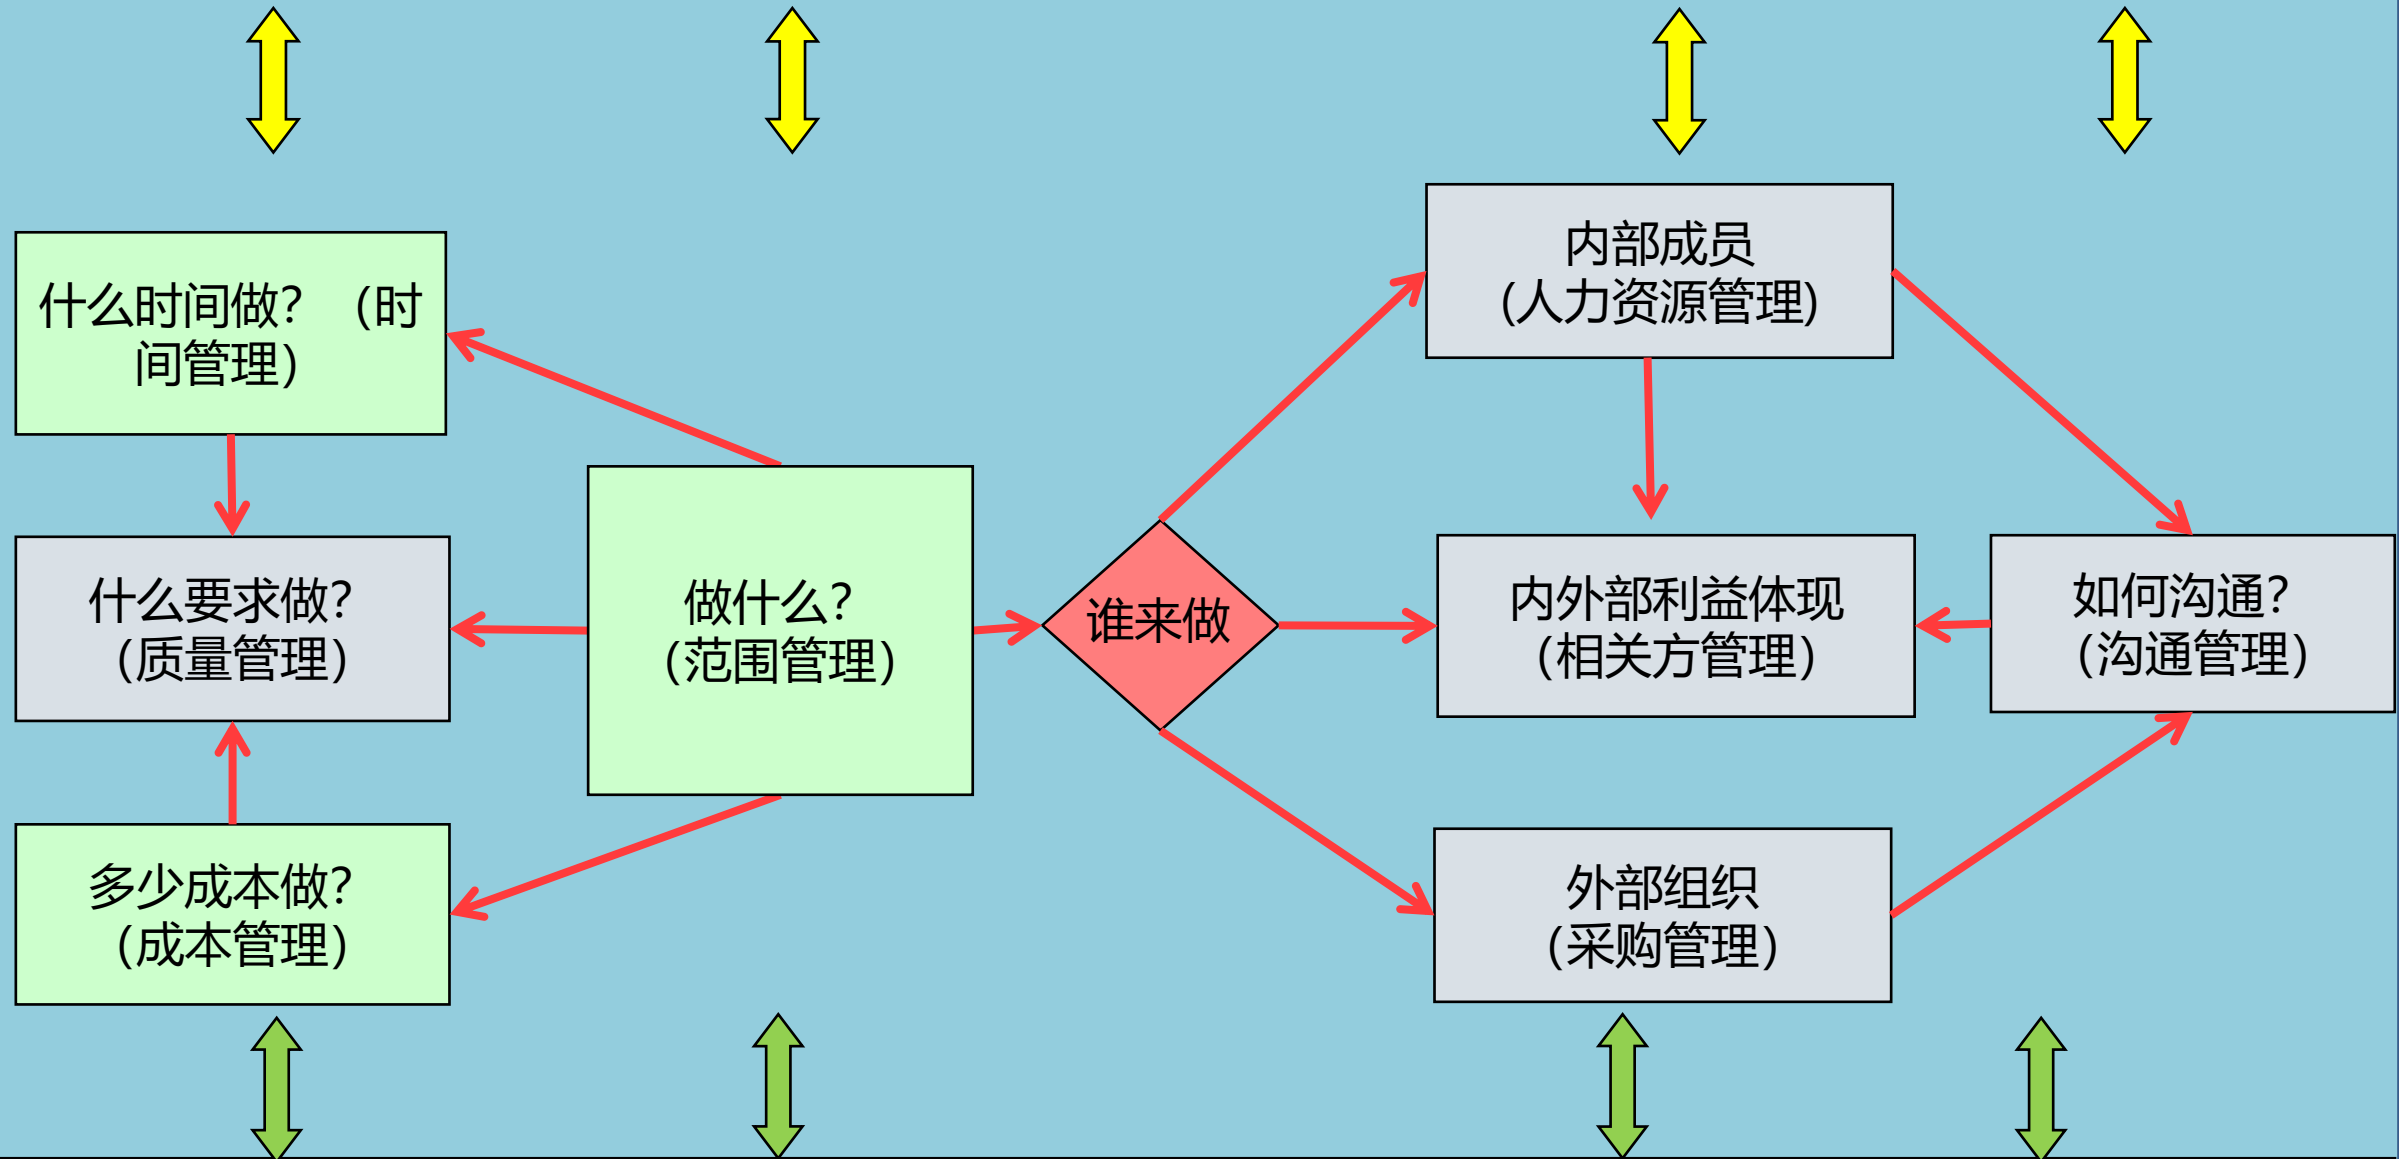 什么时间做？（时
间管理）
什么要求做？
（质量管理）
多少成本做？
（成本管理）
做什么？
（范围管理）
谁来做
内部成员
(人力资源管理)
内外部利益体现
（相关方管理）
外部组织
（采购管理）
如何沟通？
（沟通管理）